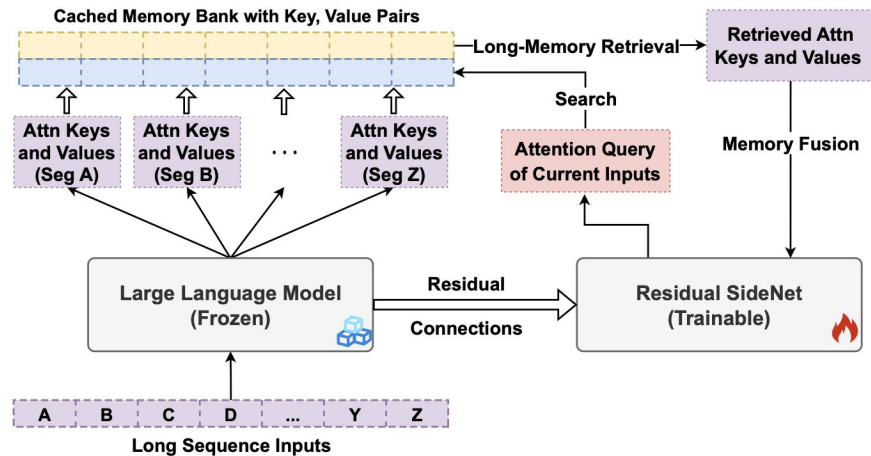 Cached Memory Bank with Key, Value Pairs
Long-Memory Retrieval
Retrieved Attn
Keys and Values
Search
Attn Keys
and Values
(Seg A)
Attn Keys
and Values
(Seg B)
...
Attn Keys
and Values
(Seg Z)
Attention Query
of Current Inputs
Memory Fusion
Large Language Model
(Frozen)
Residual
Connections
Residual SideNet
(Trainable)
A B C D ... Y Z
Long Sequence Inputs